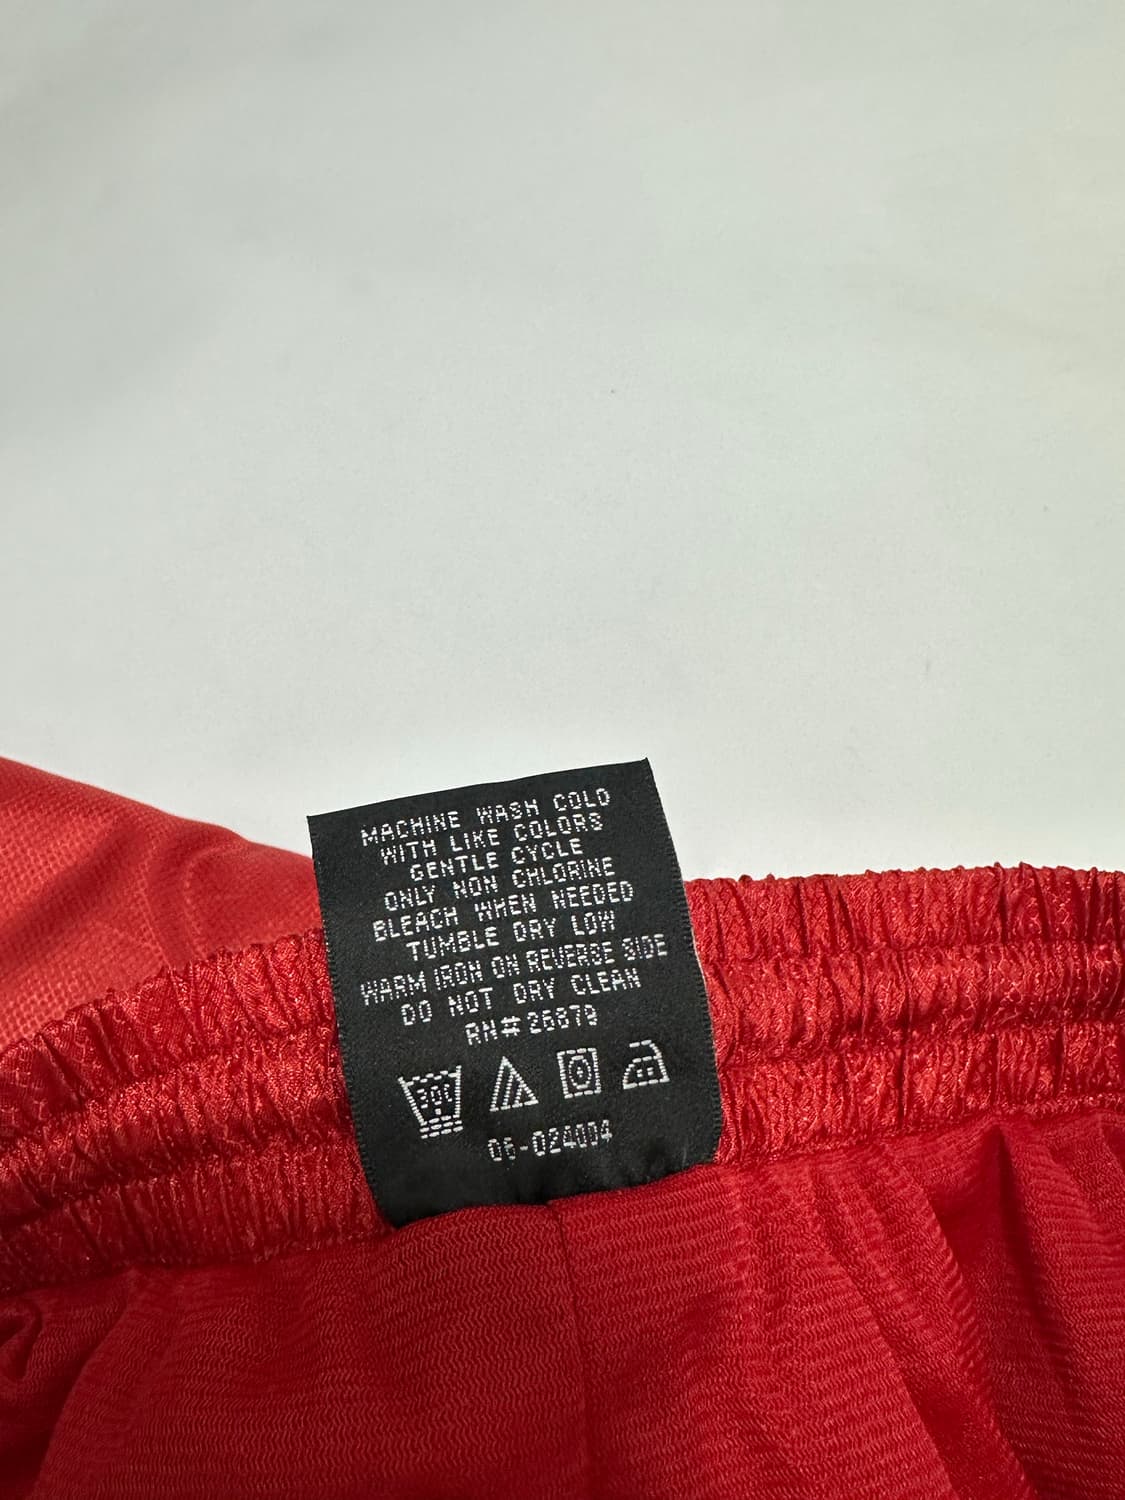 MACHINE WASH COLD
WITH LIKE COLORS
GENTLE CYCLE
ONLY NON CHLORINE
BLEACH WHEN NEEDED
TUMBLE DRY LOW
WARM IRON ON REVERSE SIDE
DO NOT DRY CLEAN
RN# 26879
30C
06-024004